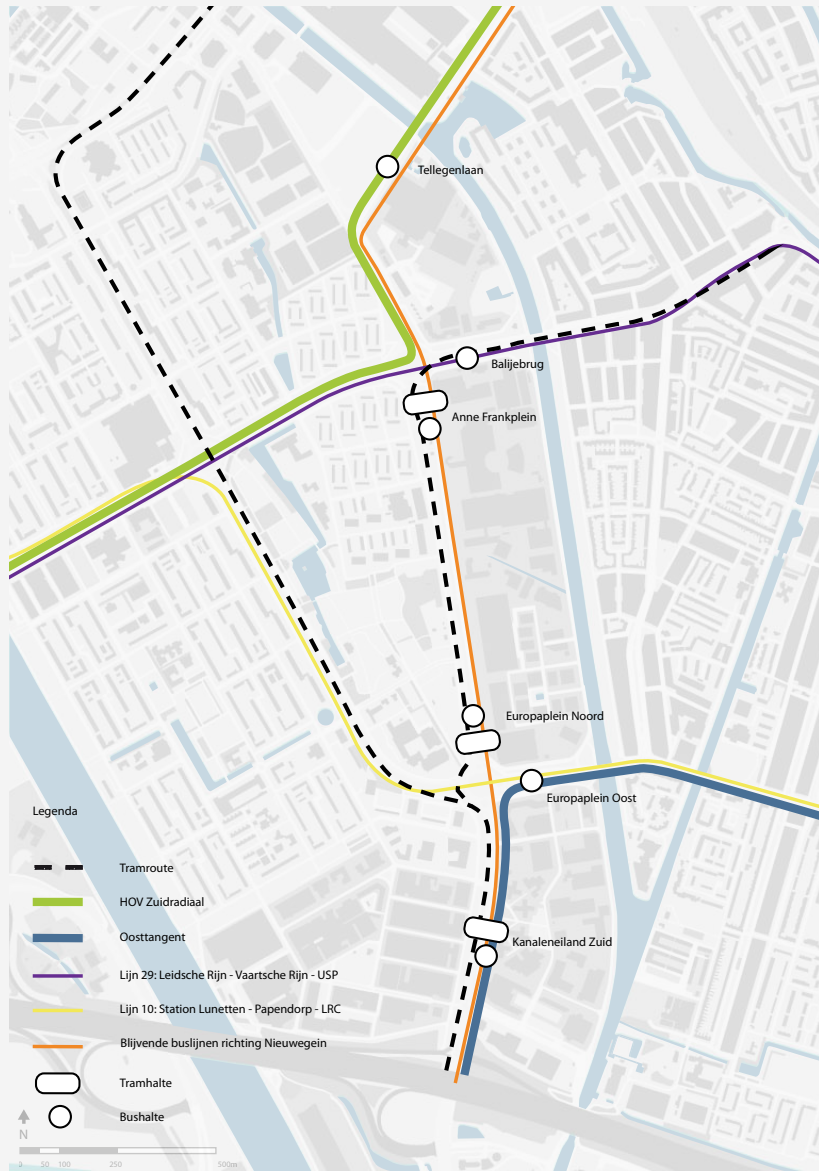 Tellegenlaan
Balijebrug
Anne Frankplein
Europaplein Noord
Europaplein Oost
Kanaleneiland Zuid
Legenda
Tramroute
HOV Zuidradiaal
Oosttangent
Lijn 29: Leidsche Rijn - Vaartsche Rijn - USP
Lijn 10: Station Lunetten - Papendorp - LRC
Blijvende buslijnen richting Nieuwegein
Tramhalte
Bushalte
N
0 50 100 250 500m